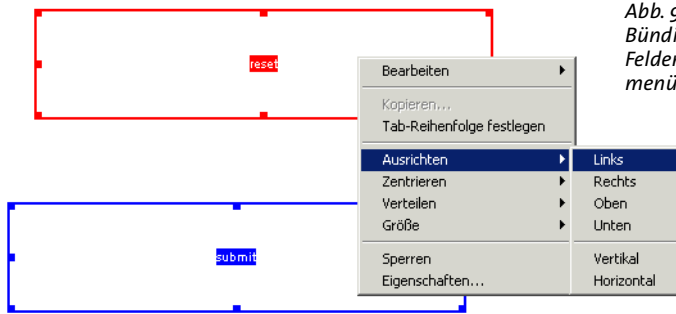 Abb. 9
Bündi
Felder
menü
reset
Bearbeiten
Kopieren...
Tab-Reihenfolge festlegen
Ausrichten
Zentrieren
Verteilen
Größe
Sperren
Eigenschaften...
Links
Rechts
Oben
Unten
Vertikal
Horizontal
submit